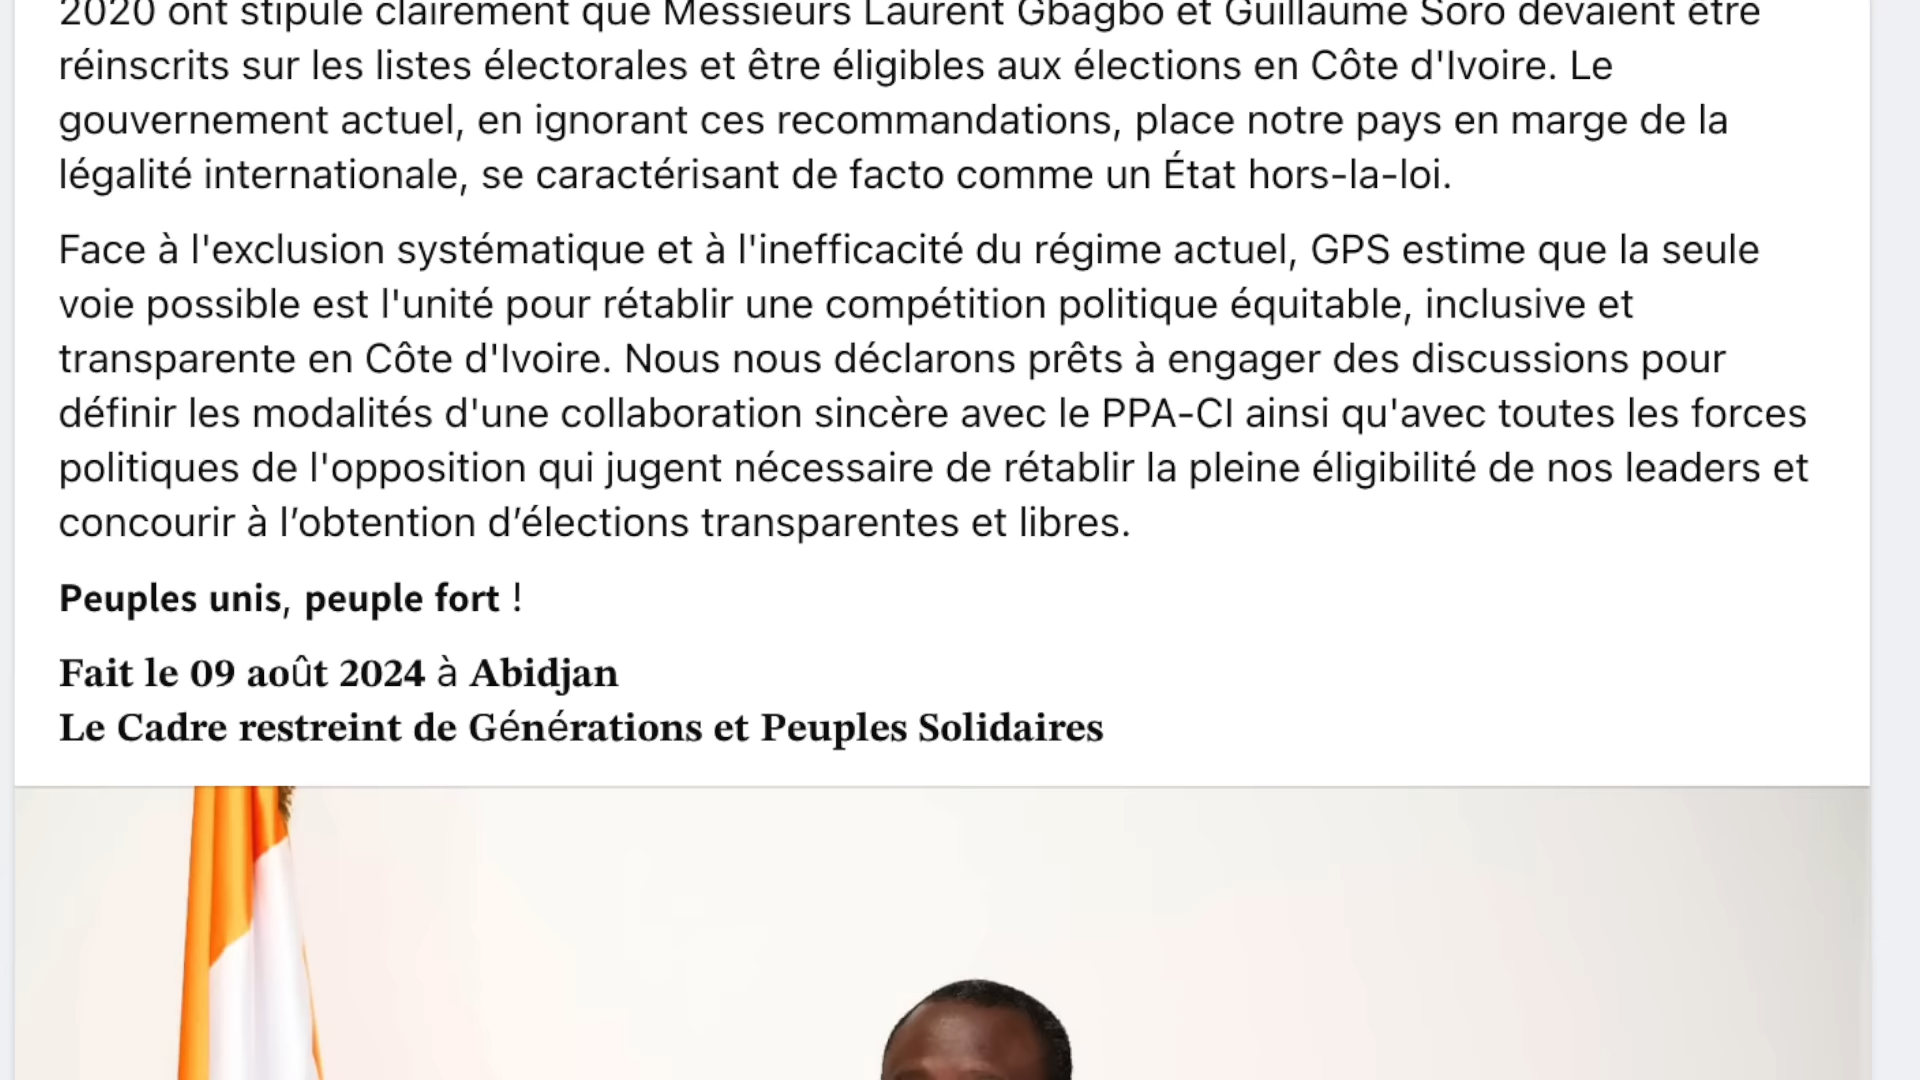 2020 ont stipulé clairement que Messieurs Laurent Gbagbo et Guillaume Soro devaient être
réinscrits sur les listes électorales et être éligibles aux élections en Côte d'Ivoire. Le
gouvernement actuel, en ignorant ces recommandations, place notre pays en marge de la
légalité internationale, se caractérisant de facto comme un État hors-la-loi.
Face à l'exclusion systématique et à l'inefficacité du régime actuel, GPS estime que la seule
voie possible est l'unité pour rétablir une compétition politique équitable, inclusive et
transparente en Côte d'Ivoire. Nous nous déclarons prêts à engager des discussions pour
définir les modalités d'une collaboration sincère avec le PPA-CI ainsi qu'avec toutes les forces
politiques de l'opposition qui jugent nécessaire de rétablir la pleine éligibilité de nos leaders et
concourir à l’obtention d’élections transparentes et libres.
Peuples unis, peuple fort !
Fait le 09 août 2024 à Abidjan
Le Cadre restreint de Générations et Peuples Solidaires